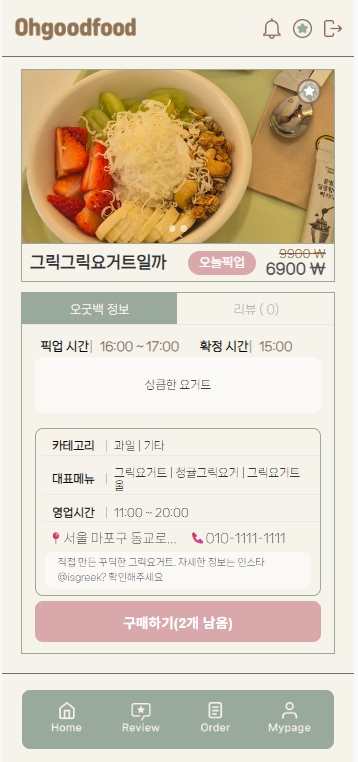 Ohgoodfood
그릭그릭요거트일까
오늘픽업
9900 ₩
6900 ₩
오굿백 정보
리뷰 ( 0)
픽업 시간| 16:00 ~ 17:00 확정 시간| 15:00
상큼한 요기트
카테고리 | 과일 | 기타
대표메뉴 | 그릭요거트 | 청귤그릭요거 | 그릭요거트
울
영업시간 | 11:00 ~ 20:00
서울 마포구 동교로...
010-1111-1111
직접 만든 꾸덕한 그릭요거트. 자세한 정보는 인스타
@isgreek? 확인해주세요
구매하기(2개 남음)
Home
Review
Order
Mypage